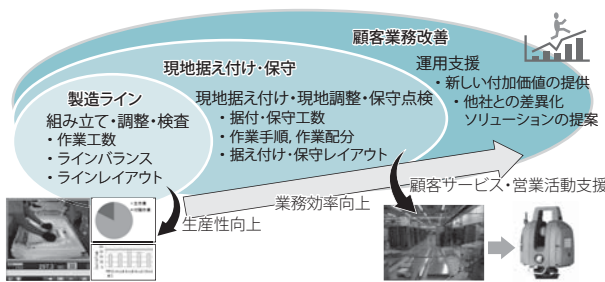 顧客業務改善
運用支援
・新しい付加価値の提供
・他社との差異化
ソリューションの提案
現地据え付け・保守
現地据え付け・現地調整・保守点検
・据付・保守工数
・作業手順,作業配分
・据え付け・保守レイアウト
製造ライン
組み立て・調整・検査
・作業工数
・ラインバランス
・ラインレイアウト
生産性向上
業務効率向上
顧客サービス・営業活動支援